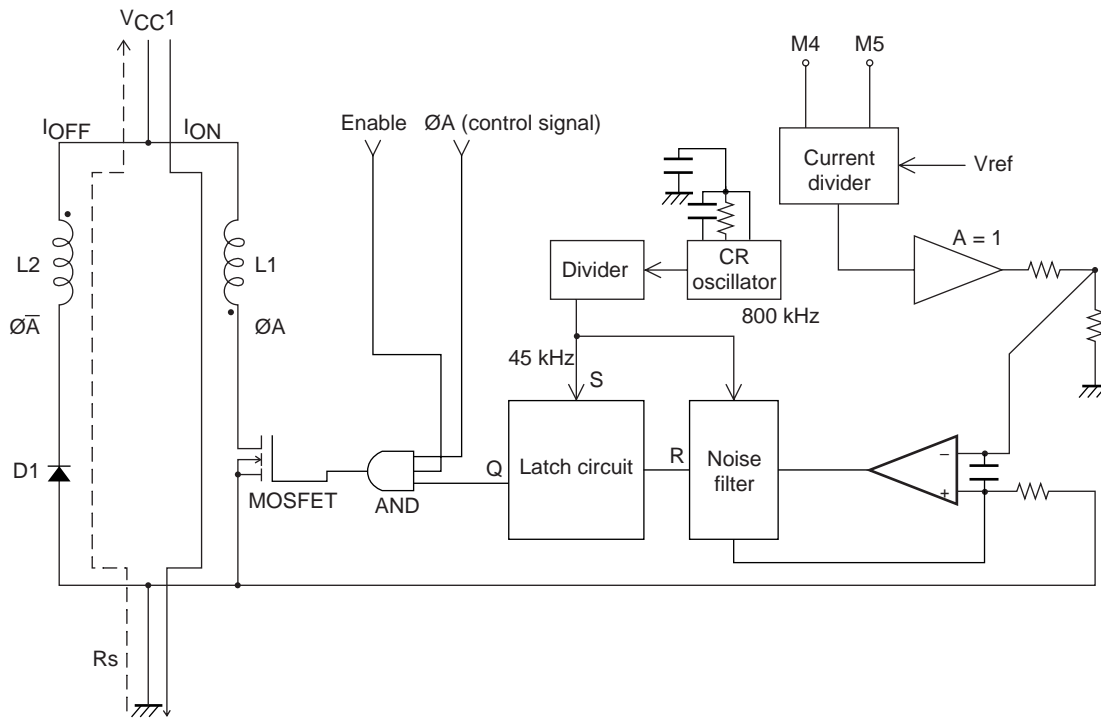 VCC1
M4 M5
IOFF ION
Enable ØA (control signal)
Current
divider
Vref
A = 1
L2 L1
Divider
CR
oscillator
800 kHz
ØA̅ ØA
45 kHz
S
D1
MOSFET
AND
Q
Latch circuit
R
Noise
filter
−
+
Rs